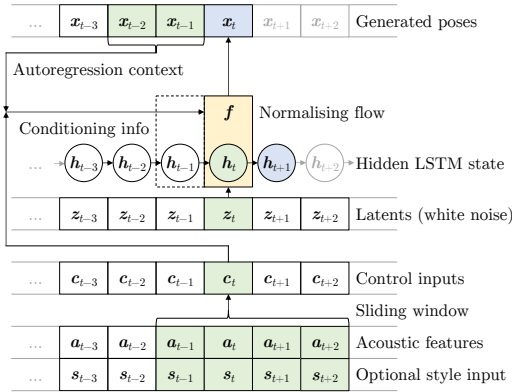 ... x_{t−3} x_{t−2} x_{t−1} x_t x_{t+1} x_{t+2} Generated poses
Autoregression context
f Normalising flow
Conditioning info
... h_{t−3} h_{t−2} h_{t−1} h_t h_{t+1} h_{t+2} Hidden LSTM state
... z_{t−3} z_{t−2} z_{t−1} z_t z_{t+1} z_{t+2} Latents (white noise)
... c_{t−3} c_{t−2} c_{t−1} c_t c_{t+1} c_{t+2} Control inputs
Sliding window
... a_{t−3} a_{t−2} a_{t−1} a_t a_{t+1} a_{t+2} Acoustic features
... s_{t−3} s_{t−2} s_{t−1} s_t s_{t+1} s_{t+2} Optional style input